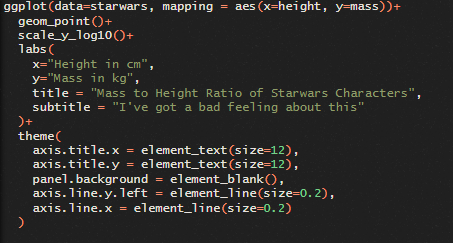 ggplot(data=starwars, mapping = aes(x=height, y=mass))+
  geom_point()+
  scale_y_log10()+
  labs(
    x="Height in cm",
    y="Mass in kg",
    title = "Mass to Height Ratio of Starwars Characters",
    subtitle = "I've got a bad feeling about this"
  )+
  theme(
    axis.title.x = element_text(size=12),
    axis.title.y = element_text(size=12),
    panel.background = element_blank(),
    axis.line.y.left = element_line(size=0.2),
    axis.line.x = element_line(size=0.2)
  )